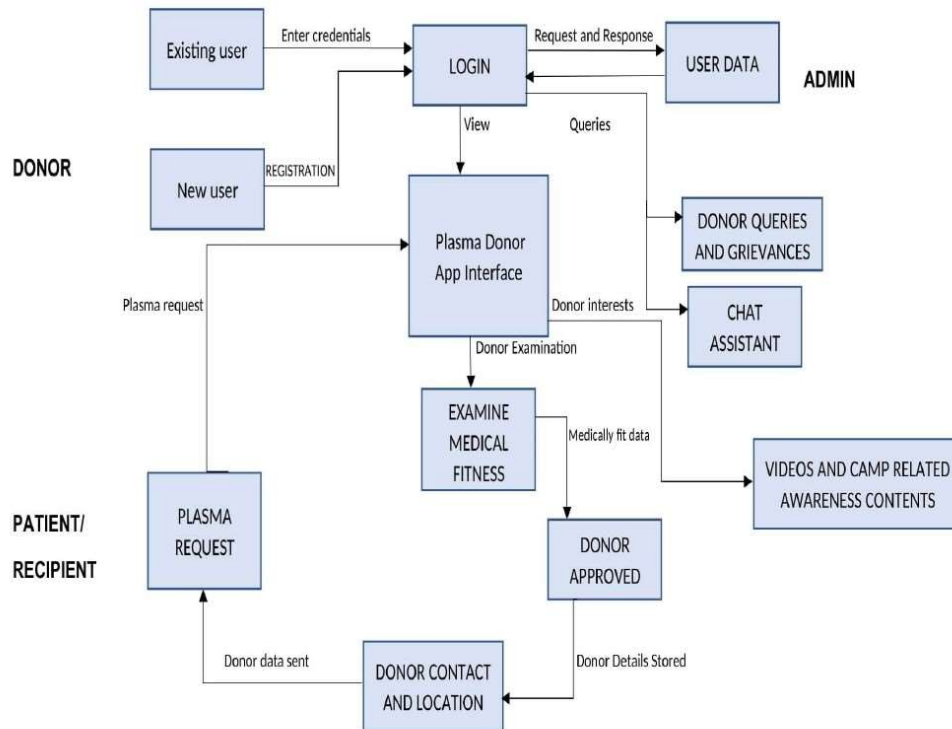 Existing user
Enter credentials
LOGIN
Request and Response
USER DATA
ADMIN
View
Queries
DONOR
New user
REGISTRATION
Plasma Donor
App Interface
DONOR QUERIES
AND GRIEVANCES
Plasma request
Donor interests
CHAT
ASSISTANT
Donor Examination
EXAMINE
MEDICAL
FITNESS
Medically fit data
VIDEOS AND CAMP RELATED
AWARENESS CONTENTS
PATIENT/
RECIPIENT
PLASMA
REQUEST
DONOR
APPROVED
Donor data sent
DONOR CONTACT
AND LOCATION
Donor Details Stored